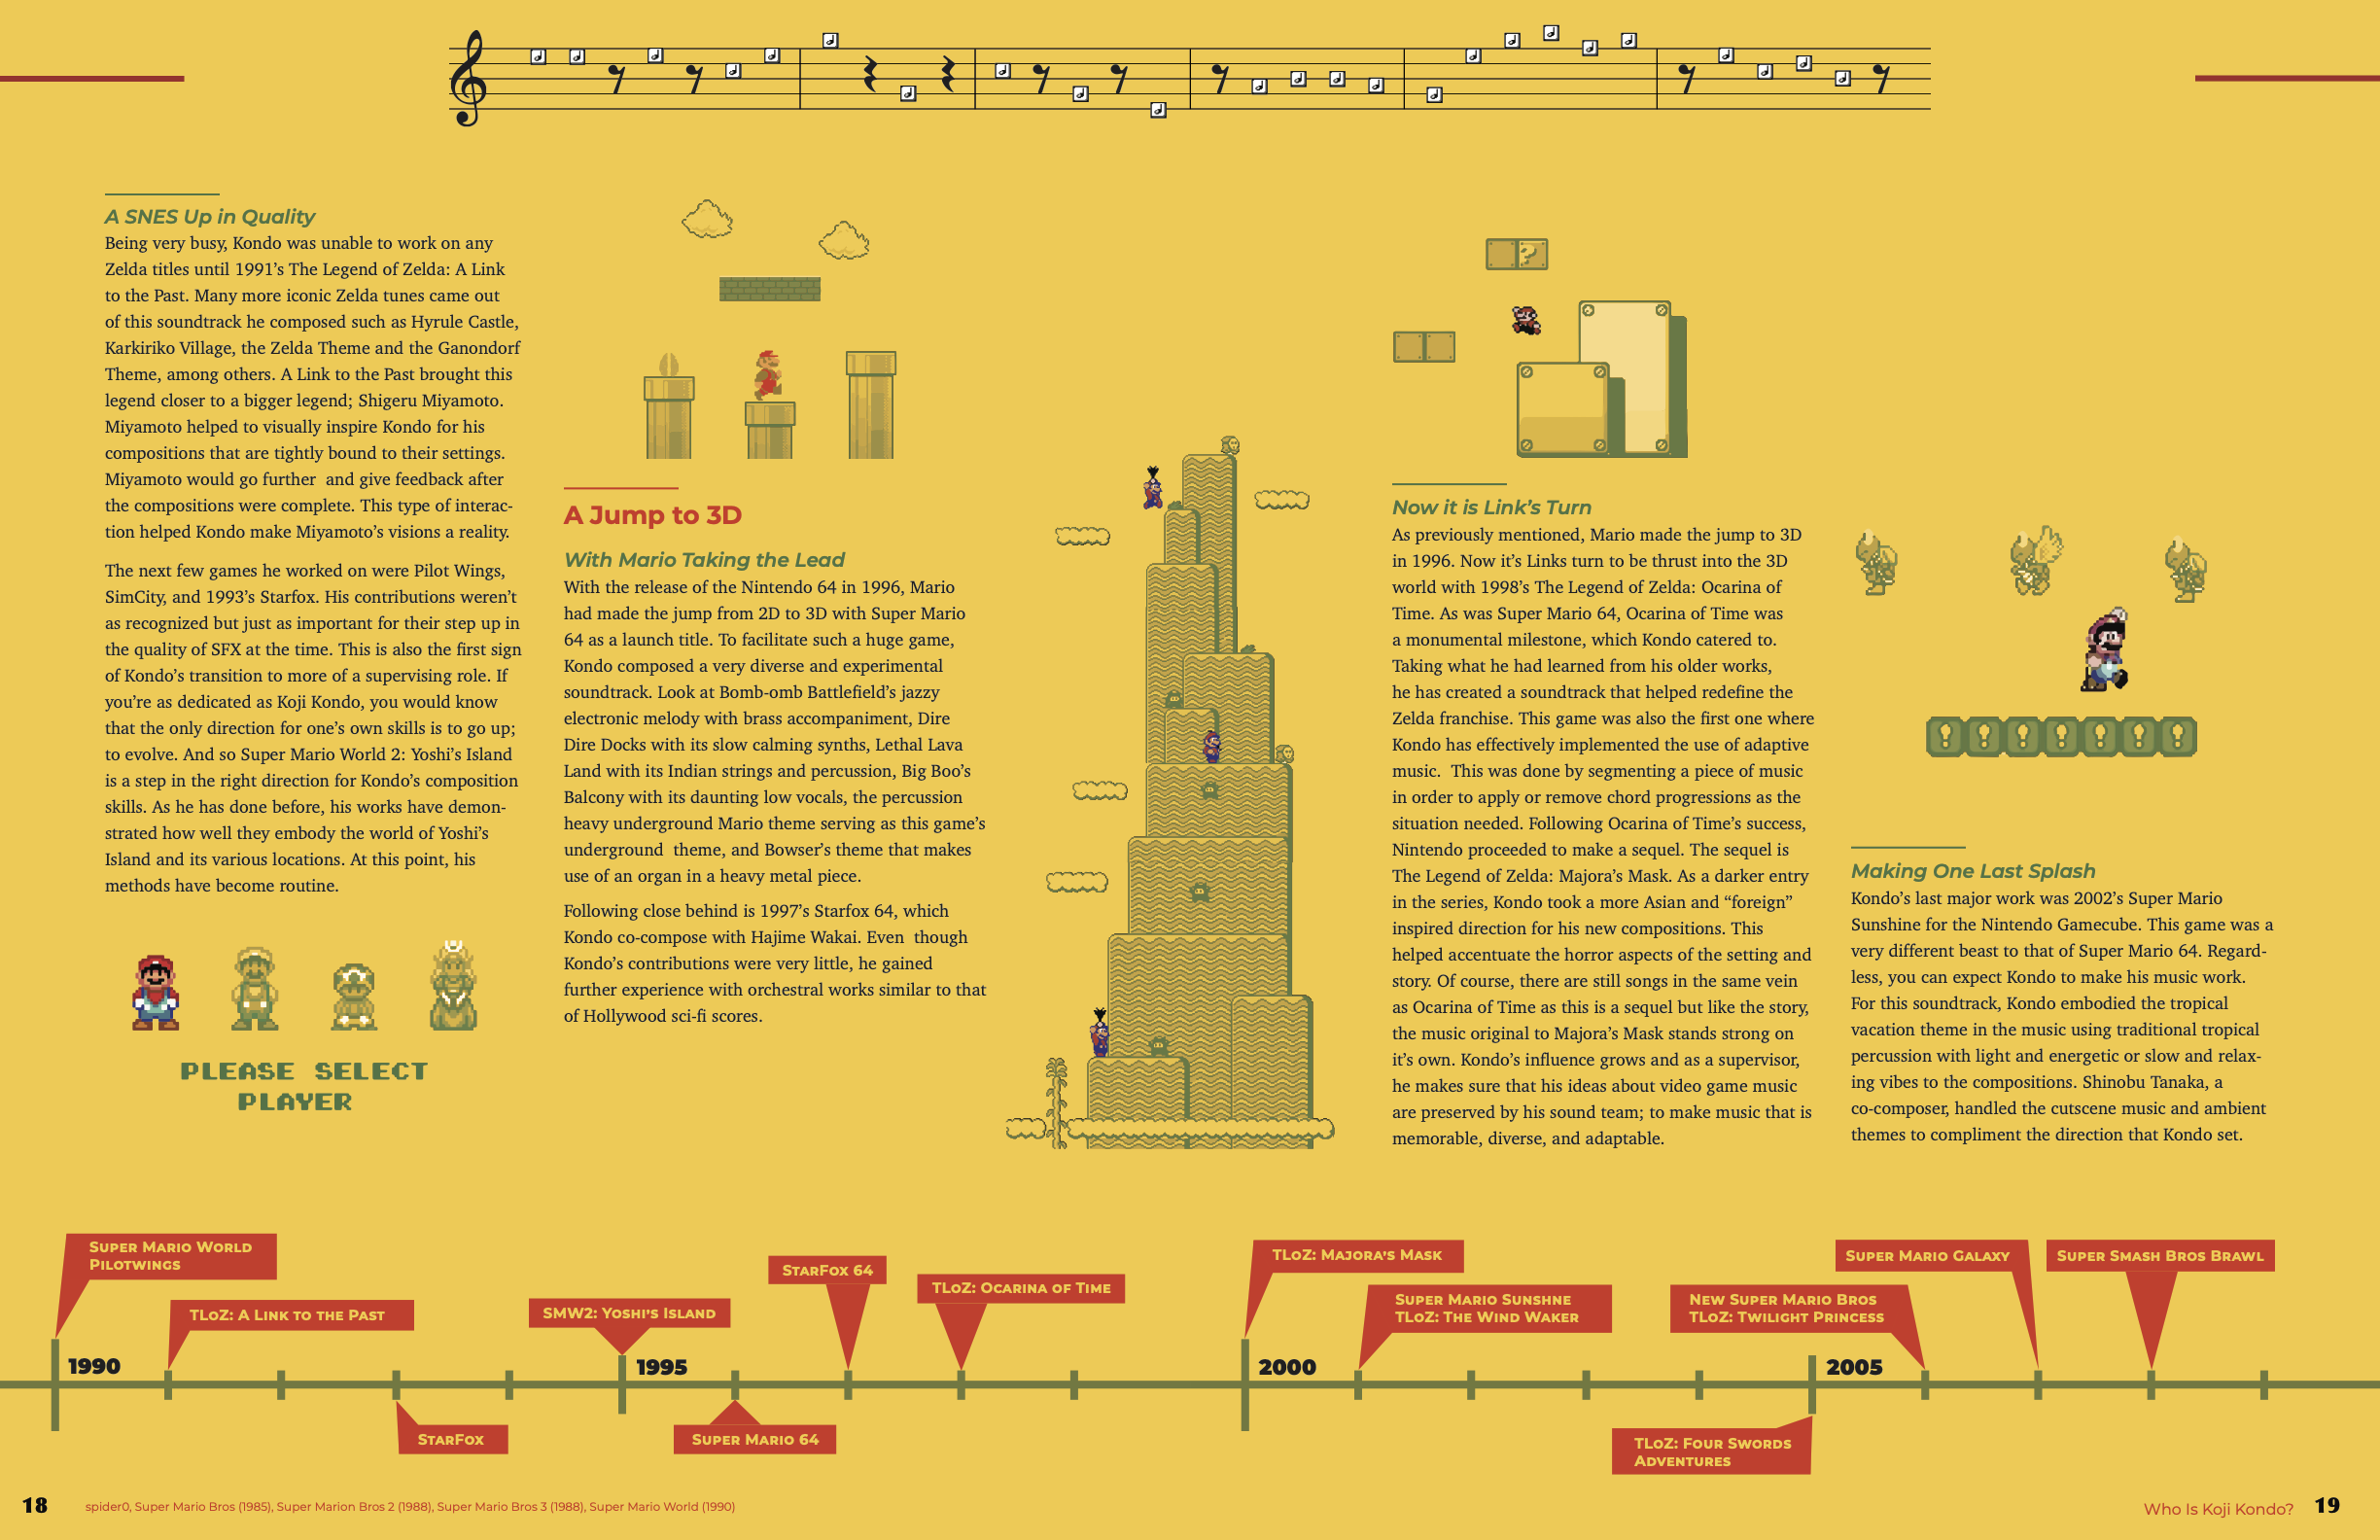 A SNES Up in Quality
Being very busy, Kondo was unable to work on any
Zelda titles until 1991’s The Legend of Zelda: A Link
to the Past. Many more iconic Zelda tunes came out
of this soundtrack he composed such as Hyrule Castle,
Karkiriko Village, the Zelda Theme and the Ganondorf
Theme, among others. A Link to the Past brought this
legend closer to a bigger legend; Shigeru Miyamoto.
Miyamoto helped to visually inspire Kondo for his
compositions that are tightly bound to their settings.
Miyamoto would go further  and give feedback after
the compositions were complete. This type of interac-
tion helped Kondo make Miyamoto’s visions a reality.
The next few games he worked on were Pilot Wings,
SimCity, and 1993’s Starfox. His contributions weren’t
as recognized but just as important for their step up in
the quality of SFX at the time. This is also the first sign
of Kondo’s transition to more of a supervising role. If
you’re as dedicated as Koji Kondo, you would know
that the only direction for one’s own skills is to go up;
to evolve. And so Super Mario World 2: Yoshi’s Island
is a step in the right direction for Kondo’s composition
skills. As he has done before, his works have demon-
strated how well they embody the world of Yoshi’s
Island and its various locations. At this point, his
methods have become routine.
PLEASE SELECT
PLAYER
A Jump to 3D
With Mario Taking the Lead
With the release of the Nintendo 64 in 1996, Mario
had made the jump from 2D to 3D with Super Mario
64 as a launch title. To facilitate such a huge game,
Kondo composed a very diverse and experimental
soundtrack. Look at Bomb-omb Battlefield’s jazzy
electronic melody with brass accompaniment, Dire
Dire Docks with its slow calming synths, Lethal Lava
Land with its Indian strings and percussion, Big Boo’s
Balcony with its daunting low vocals, the percussion
heavy underground Mario theme serving as this game’s
underground  theme, and Bowser’s theme that makes
use of an organ in a heavy metal piece.
Following close behind is 1997’s Starfox 64, which
Kondo co-compose with Hajime Wakai. Even  though
Kondo’s contributions were very little, he gained
further experience with orchestral works similar to that
of Hollywood sci-fi scores.
?
Now it is Link’s Turn
As previously mentioned, Mario made the jump to 3D
in 1996. Now it’s Links turn to be thrust into the 3D
world with 1998’s The Legend of Zelda: Ocarina of
Time. As was Super Mario 64, Ocarina of Time was
a monumental milestone, which Kondo catered to.
Taking what he had learned from his older works,
he has created a soundtrack that helped redefine the
Zelda franchise. This game was also the first one where
Kondo has effectively implemented the use of adaptive
music.  This was done by segmenting a piece of music
in order to apply or remove chord progressions as the
situation needed. Following Ocarina of Time’s success,
Nintendo proceeded to make a sequel. The sequel is
The Legend of Zelda: Majora’s Mask. As a darker entry
in the series, Kondo took a more Asian and “foreign”
inspired direction for his new compositions. This
helped accentuate the horror aspects of the setting and
story. Of course, there are still songs in the same vein
as Ocarina of Time as this is a sequel but like the story,
the music original to Majora’s Mask stands strong on
it’s own. Kondo’s influence grows and as a supervisor,
he makes sure that his ideas about video game music
are preserved by his sound team; to make music that is
memorable, diverse, and adaptable.
! ! ! ! ! ! !
Making One Last Splash
Kondo’s last major work was 2002’s Super Mario
Sunshine for the Nintendo Gamecube. This game was a
very different beast to that of Super Mario 64. Regard-
less, you can expect Kondo to make his music work.
For this soundtrack, Kondo embodied the tropical
vacation theme in the music using traditional tropical
percussion with light and energetic or slow and relax-
ing vibes to the compositions. Shinobu Tanaka, a
co-composer, handled the cutscene music and ambient
themes to compliment the direction that Kondo set.
Super Mario World
Pilotwings
TLoZ: A Link to the Past
SMW2: Yoshi’s Island
StarFox 64
TLoZ: Ocarina of Time
TLoZ: Majora’s Mask
Super Mario Sunshne
TLoZ: The Wind Waker
New Super Mario Bros
TLoZ: Twilight Princess
Super Mario Galaxy
Super Smash Bros Brawl
1990
1995
2000
2005
StarFox
Super Mario 64
TLoZ: Four Swords
Adventures
18
spider0, Super Mario Bros (1985), Super Marion Bros 2 (1988), Super Mario Bros 3 (1988), Super Mario World (1990)
Who Is Koji Kondo?
19